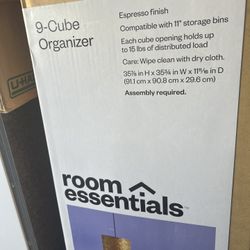 9-Cube
Organizer
Espresso finish
Compatible with 11" storage bins
Each cube opening holds up
to 15 lbs of distributed load
Care: Wipe clean with dry cloth.
35⅞ in H x 35¾ in W x 11⅝ in D
(91.1 cm x 90.8 cm x 29.6 cm)
Assembly required.
room
essentials™
U-HAUL